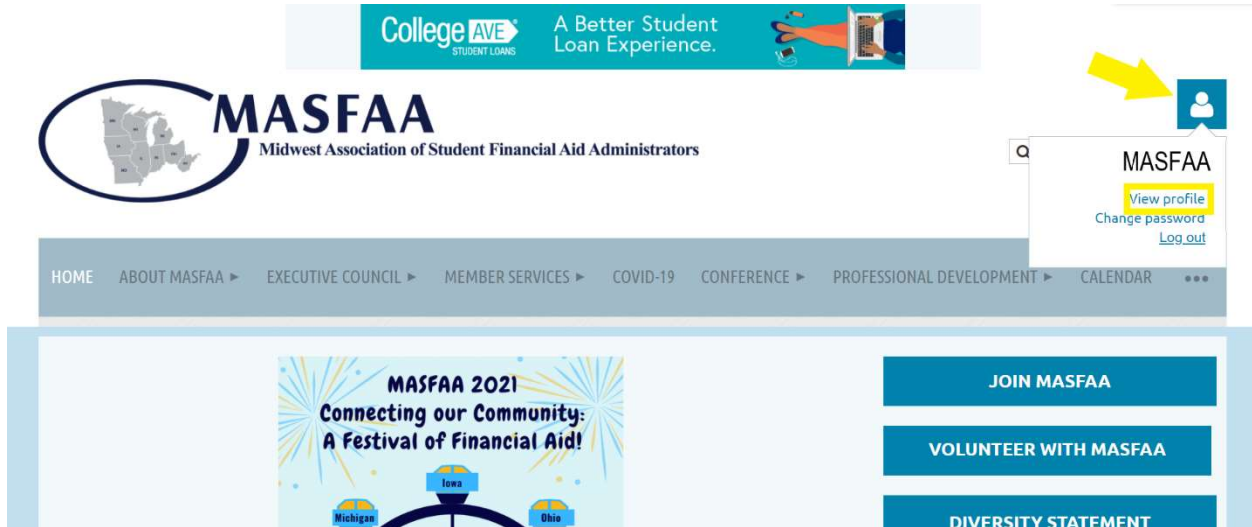 College AVE
STUDENT LOANS
A Better Student
Loan Experience.
MASFAA
Midwest Association of Student Financial Aid Administrators
MASFAA
View profile
Change password
Log out
HOME ABOUT MASFAA ► EXECUTIVE COUNCIL ► MEMBER SERVICES ► COVID-19 CONFERENCE ► PROFESSIONAL DEVELOPMENT ► CALENDAR •••
MASFAA 2021
Connecting our Community:
A Festival of Financial Aid!
Iowa
Michigan
Ohio
JOIN MASFAA
VOLUNTEER WITH MASFAA
DIVERSITY STATEMENT